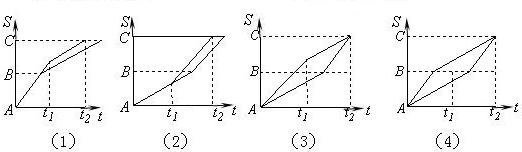 S S S S
C C C C
B B B B
A t₁ t₂ t A t₁ t₂ t A t₁ t₂ t A t₁ t₂ t
(1) (2) (3) (4)